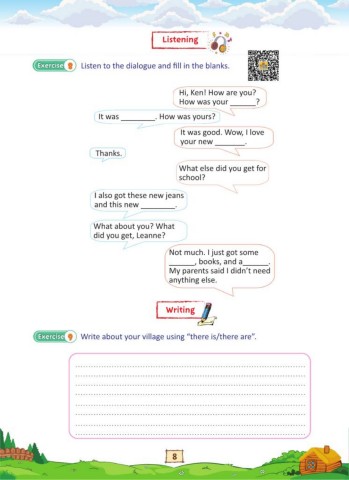 Listening
Exercise Listen to the dialogue and fill in the blanks.
Hi, Ken! How are you?
How was your ______?
It was ________. How was yours?
It was good. Wow, I love
your new _______.
Thanks.
What else did you get for
school?
I also got these new jeans
and this new ________.
What about you? What
did you get, Leanne?
Not much. I just got some
______, books, and a______.
My parents said I didn't need
anything else.
Writing
Exercise Write about your village using "there is/there are".
8